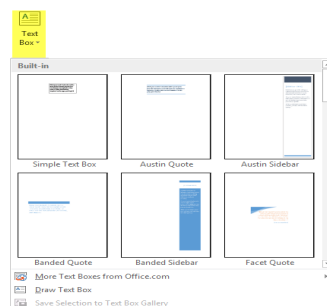 Text
Box
Built-in
Simple Text Box
Austin Quote
Austin Sidebar
Banded Quote
Banded Sidebar
Facet Quote
More Text Boxes from Office.com
Draw Text Box
Save Selection to Text Box Gallery